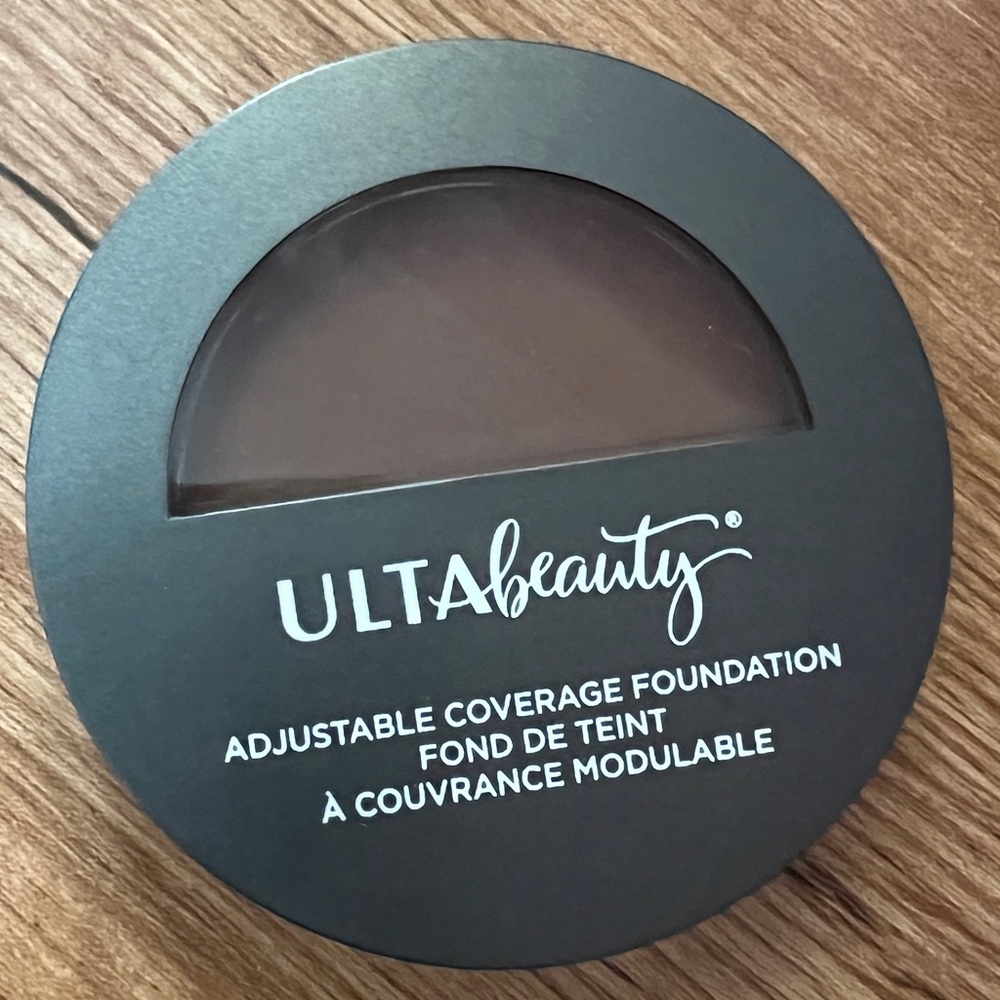 ULTAbeauty®
ADJUSTABLE COVERAGE FOUNDATION
FOND DE TEINT
À COUVRANCE MODULABLE